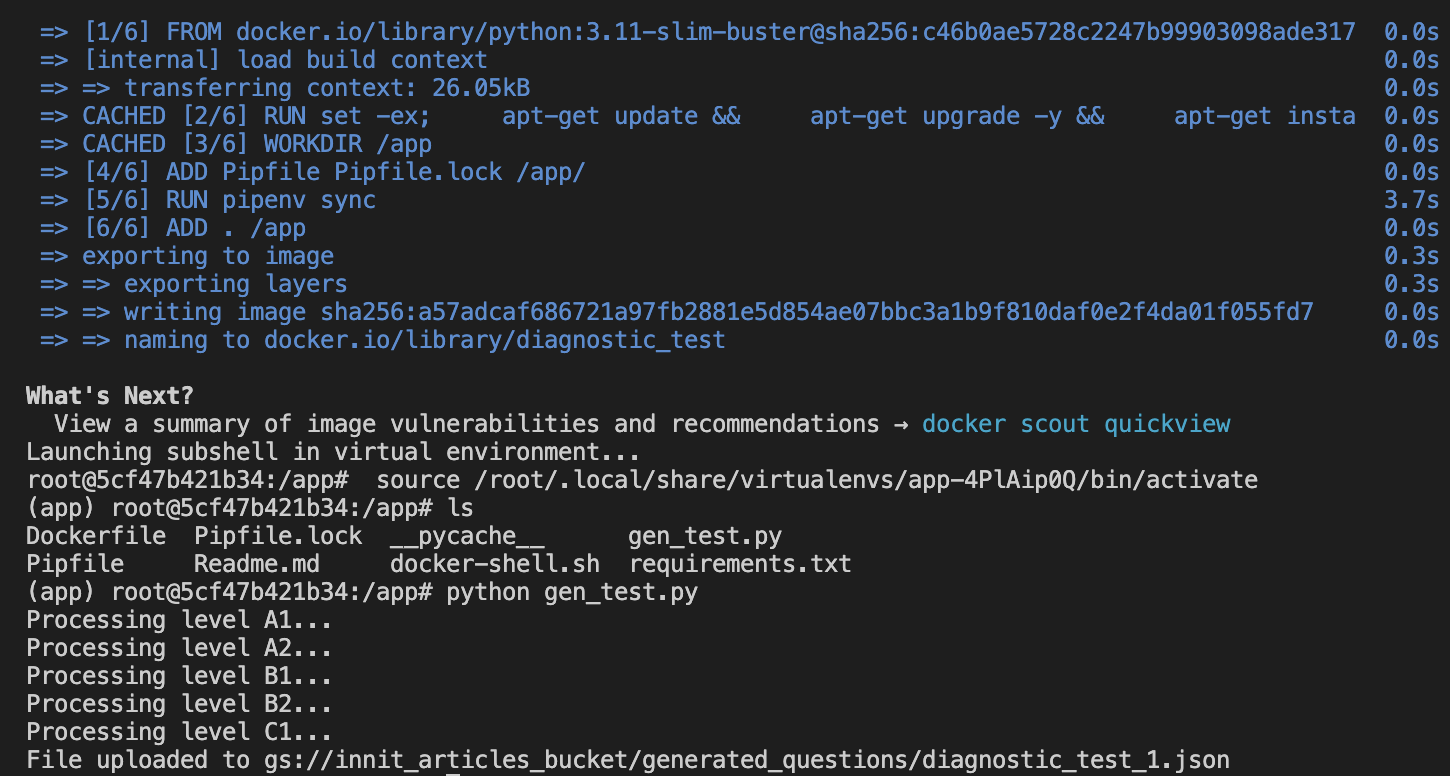 => [1/6] FROM docker.io/library/python:3.11-slim-buster@sha256:c46b0ae5728c2247b99903098ade317 0.0s
=> [internal] load build context 0.0s
=> => transferring context: 26.05kB 0.0s
=> CACHED [2/6] RUN set -ex;     apt-get update &&     apt-get upgrade -y &&     apt-get insta 0.0s
=> CACHED [3/6] WORKDIR /app 0.0s
=> [4/6] ADD Pipfile Pipfile.lock /app/ 0.0s
=> [5/6] RUN pipenv sync 3.7s
=> [6/6] ADD . /app 0.0s
=> exporting to image 0.3s
=> => exporting layers 0.3s
=> => writing image sha256:a57adcaf686721a97fb2881e5d854ae07bbc3a1b9f810daf0e2f4da01f055fd7 0.0s
=> => naming to docker.io/library/diagnostic_test 0.0s
What's Next?
View a summary of image vulnerabilities and recommendations → docker scout quickview
Launching subshell in virtual environment...
root@5cf47b421b34:/app#  source /root/.local/share/virtualenvs/app-4PlAip0Q/bin/activate
(app) root@5cf47b421b34:/app# ls
Dockerfile  Pipfile.lock  __pycache__      gen_test.py
Pipfile     Readme.md     docker-shell.sh  requirements.txt
(app) root@5cf47b421b34:/app# python gen_test.py
Processing level A1...
Processing level A2...
Processing level B1...
Processing level B2...
Processing level C1...
File uploaded to gs://innit_articles_bucket/generated_questions/diagnostic_test_1.json